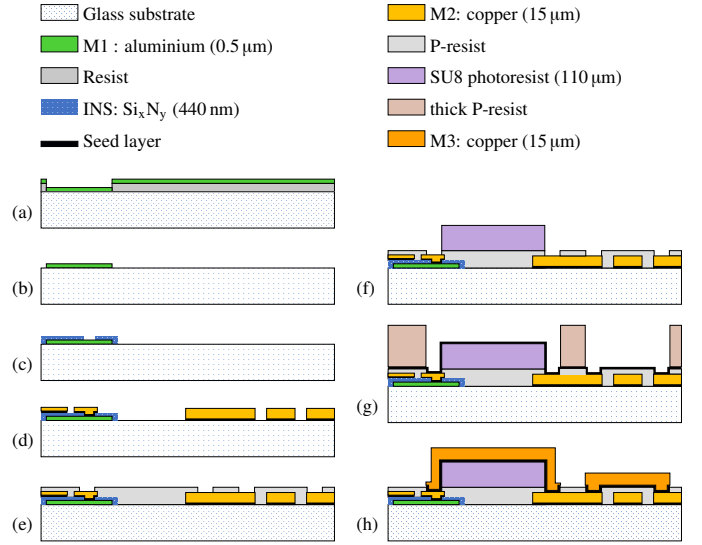 Glass substrate
M1 : aluminium (0.5 µm)
Resist
INS: SiₓNᵧ (440 nm)
Seed layer
M2: copper (15 µm)
P-resist
SU8 photoresist (110 µm)
thick P-resist
M3: copper (15 µm)
(a)
(b)
(c)
(d)
(e)
(f)
(g)
(h)